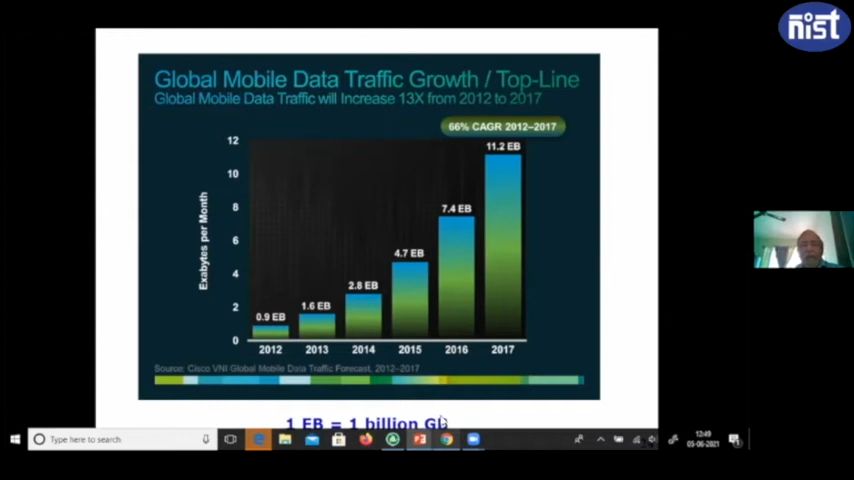 nist
Global Mobile Data Traffic Growth / Top-Line
Global Mobile Data Traffic will Increase 13X from 2012 to 2017
66% CAGR 2012–2017
12
10
8
6
4
2
0
Exabytes per Month
0.9 EB
1.6 EB
2.8 EB
4.7 EB
7.4 EB
11.2 EB
2012 2013 2014 2015 2016 2017
Source: Cisco VNI Global Mobile Data Traffic Forecast, 2012–2017
1 EB = 1 billion
Type here to search
12:49
05-06-2021